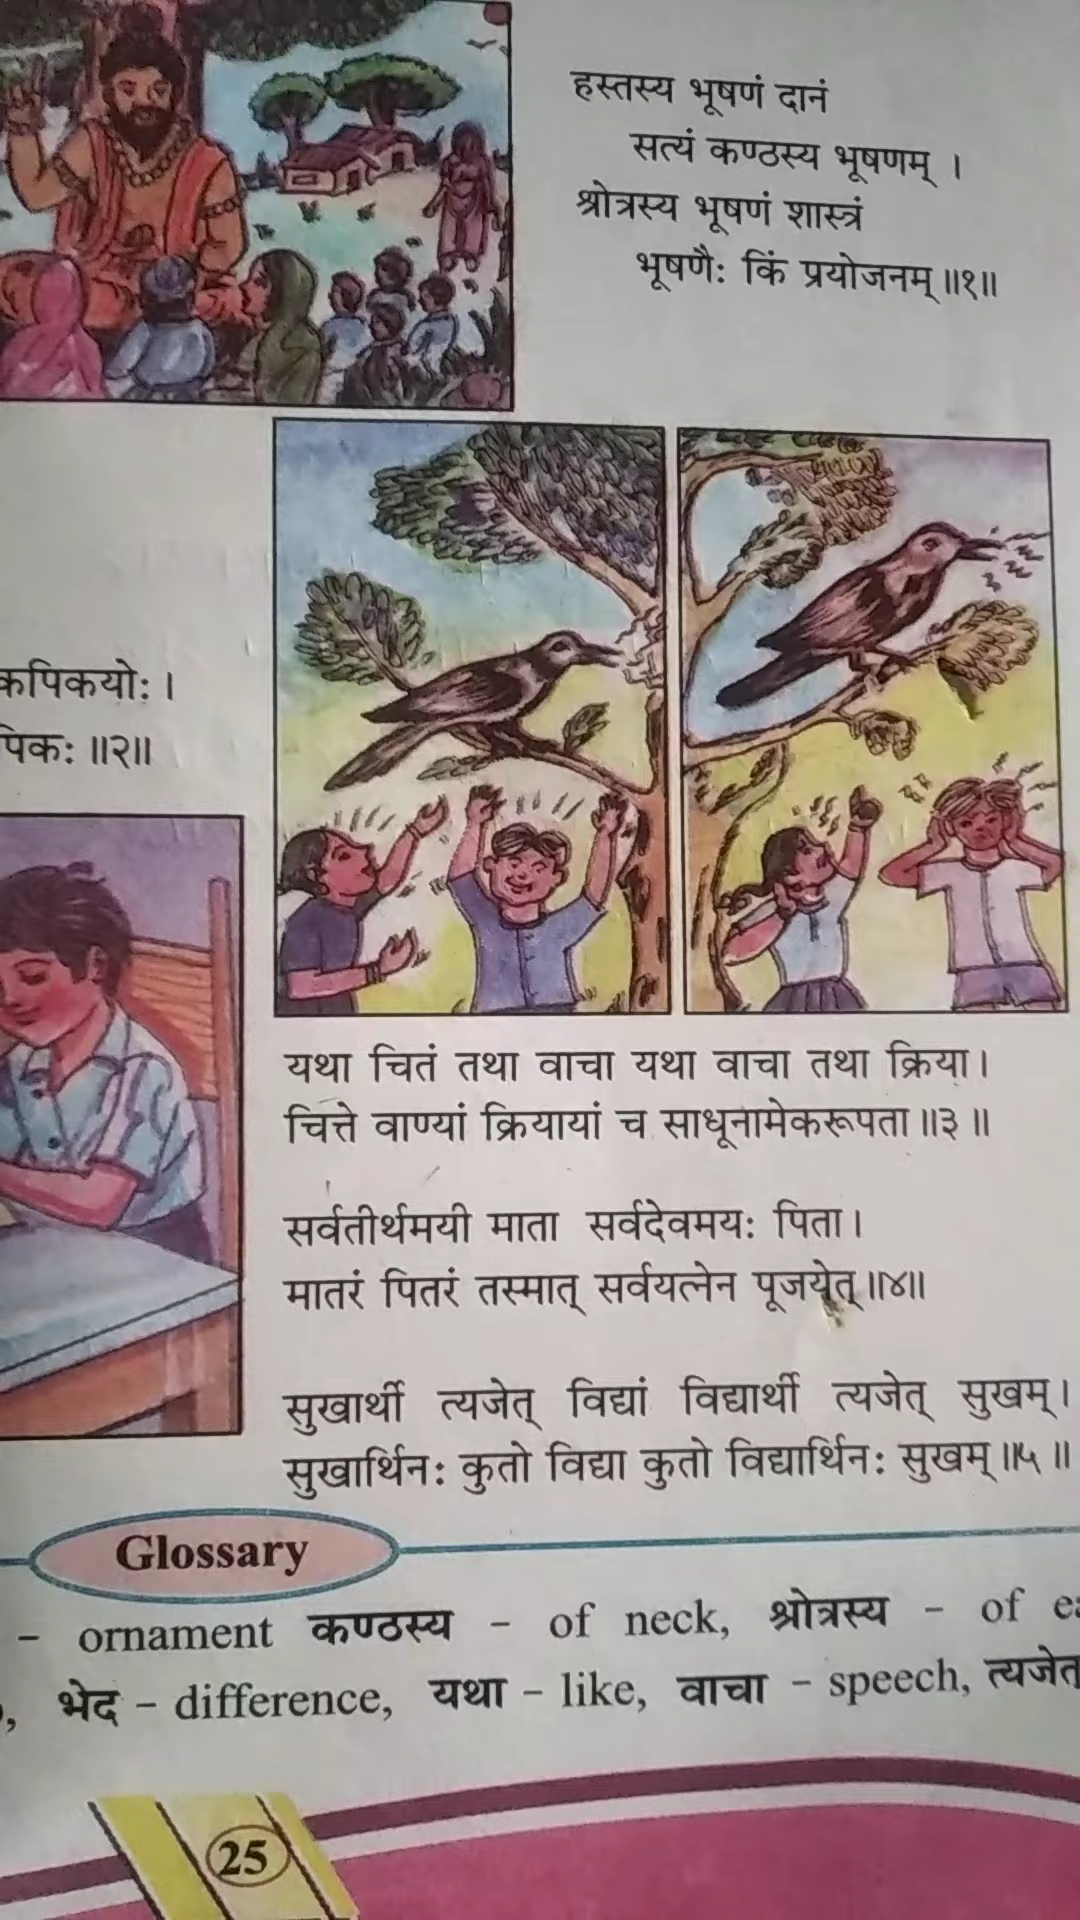 हस्तस्य भूषणं दानं
सत्यं कण्ठस्य भूषणम् ।
श्रोत्रस्य भूषणं शास्त्रं
भूषणैः किं प्रयोजनम् ॥१॥
कपिकयोः ।
पिकः ॥२॥
यथा चितं तथा वाचा यथा वाचा तथा क्रिया।
चित्ते वाण्यां क्रियायां च साधूनामेकरूपता ॥३॥
सर्वतीर्थमयी माता सर्वदेवमयः पिता।
मातरं पितरं तस्मात् सर्वयत्नेन पूजयेत् ॥४॥
सुखार्थी त्यजेत् विद्यां विद्यार्थी त्यजेत् सुखम्।
सुखार्थिनः कुतो विद्या कुतो विद्यार्थिनः सुखम् ॥५॥
Glossary
- ornament कण्ठस्य - of neck, श्रोत्रस्य - of
, भेद - difference, यथा - like, वाचा - speech, त्यजेत
25